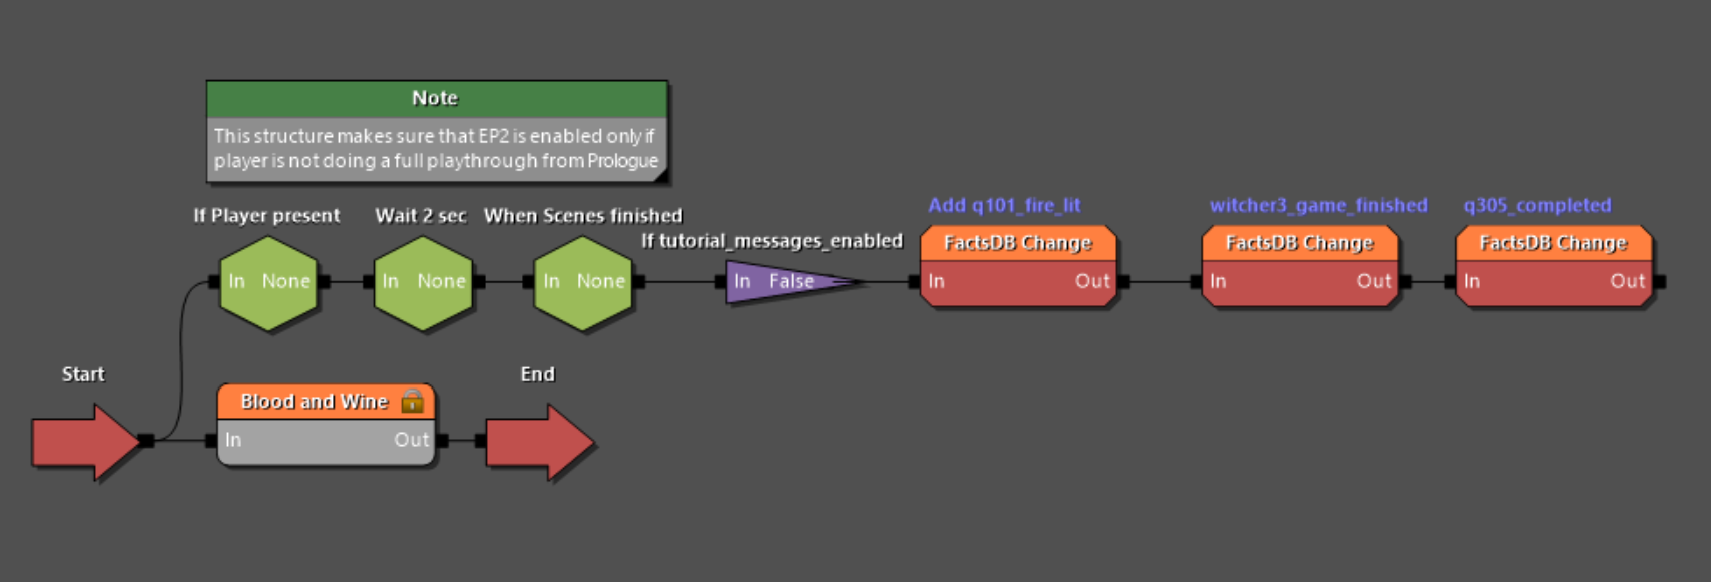 Note
This structure makes sure that EP2 is enabled only if
player is not doing a full playthrough from Prologue
If Player present
Wait 2 sec
When Scenes finished
If tutorial_messages_enabled
Add q101_fire_lit
witcher3_game_finished
q305_completed
FactsDB Change
FactsDB Change
FactsDB Change
In None
In None
In None
In False
In Out
In Out
In Out
Start
End
Blood and Wine
In Out